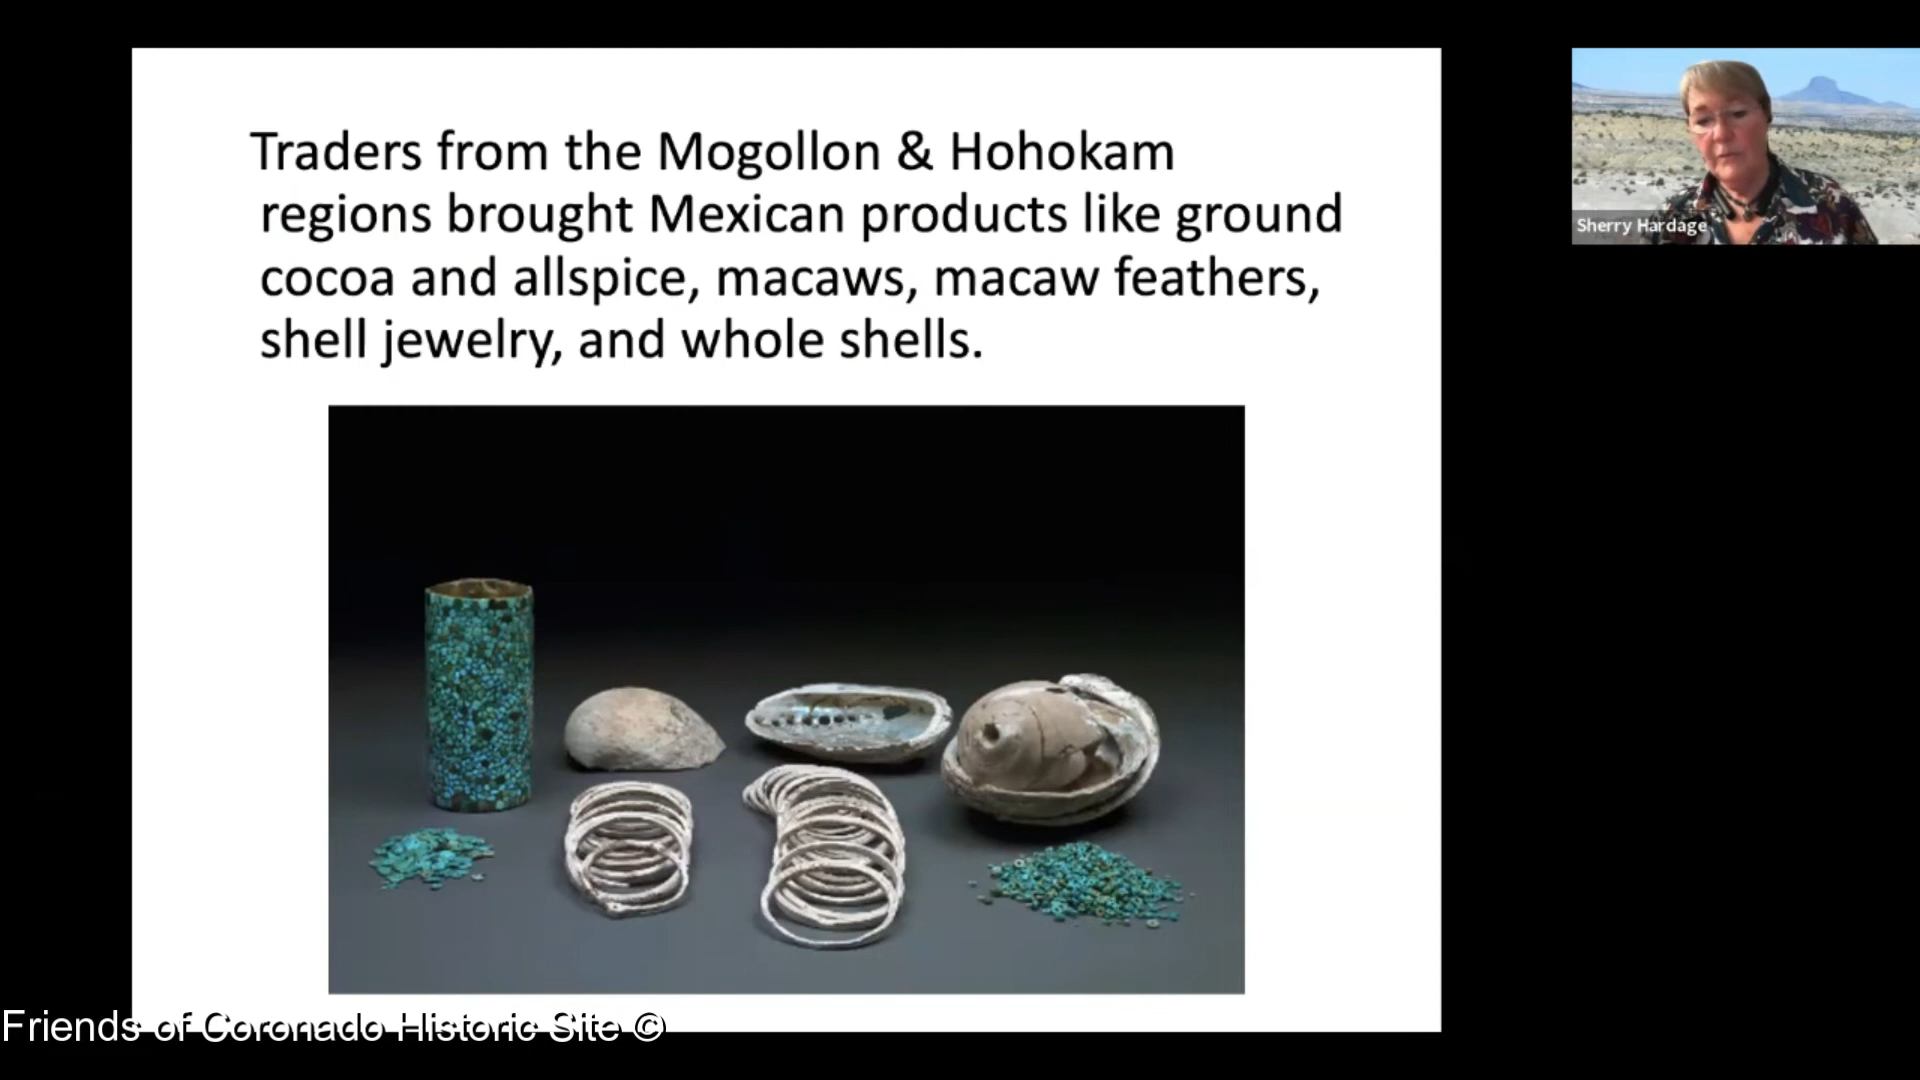 Traders from the Mogollon & Hohokam
regions brought Mexican products like ground
cocoa and allspice, macaws, macaw feathers,
shell jewelry, and whole shells.
Sherry Hardage
Friends of Coronado Historic Site ©